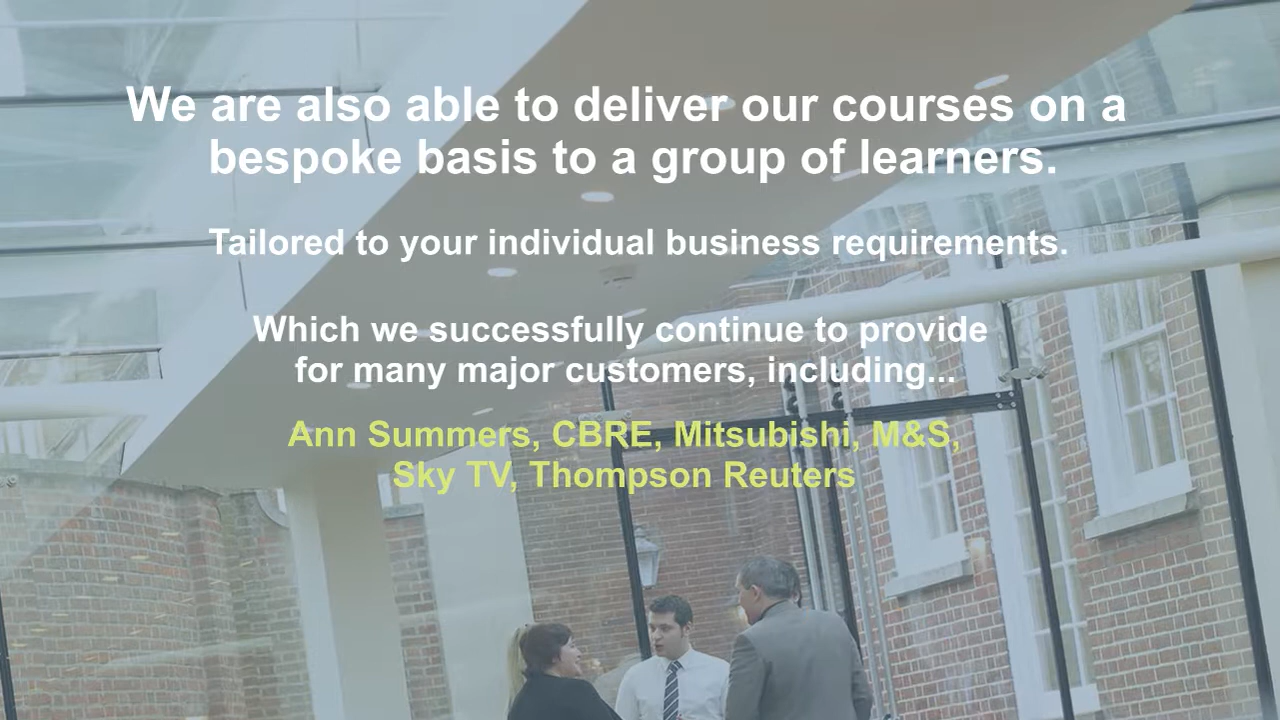 We are also able to deliver our courses on a
bespoke basis to a group of learners.
Tailored to your individual business requirements.
Which we successfully continue to provide
for many major customers, including...
Ann Summers, CBRE, Mitsubishi, M&S,
Sky TV, Thompson Reuters